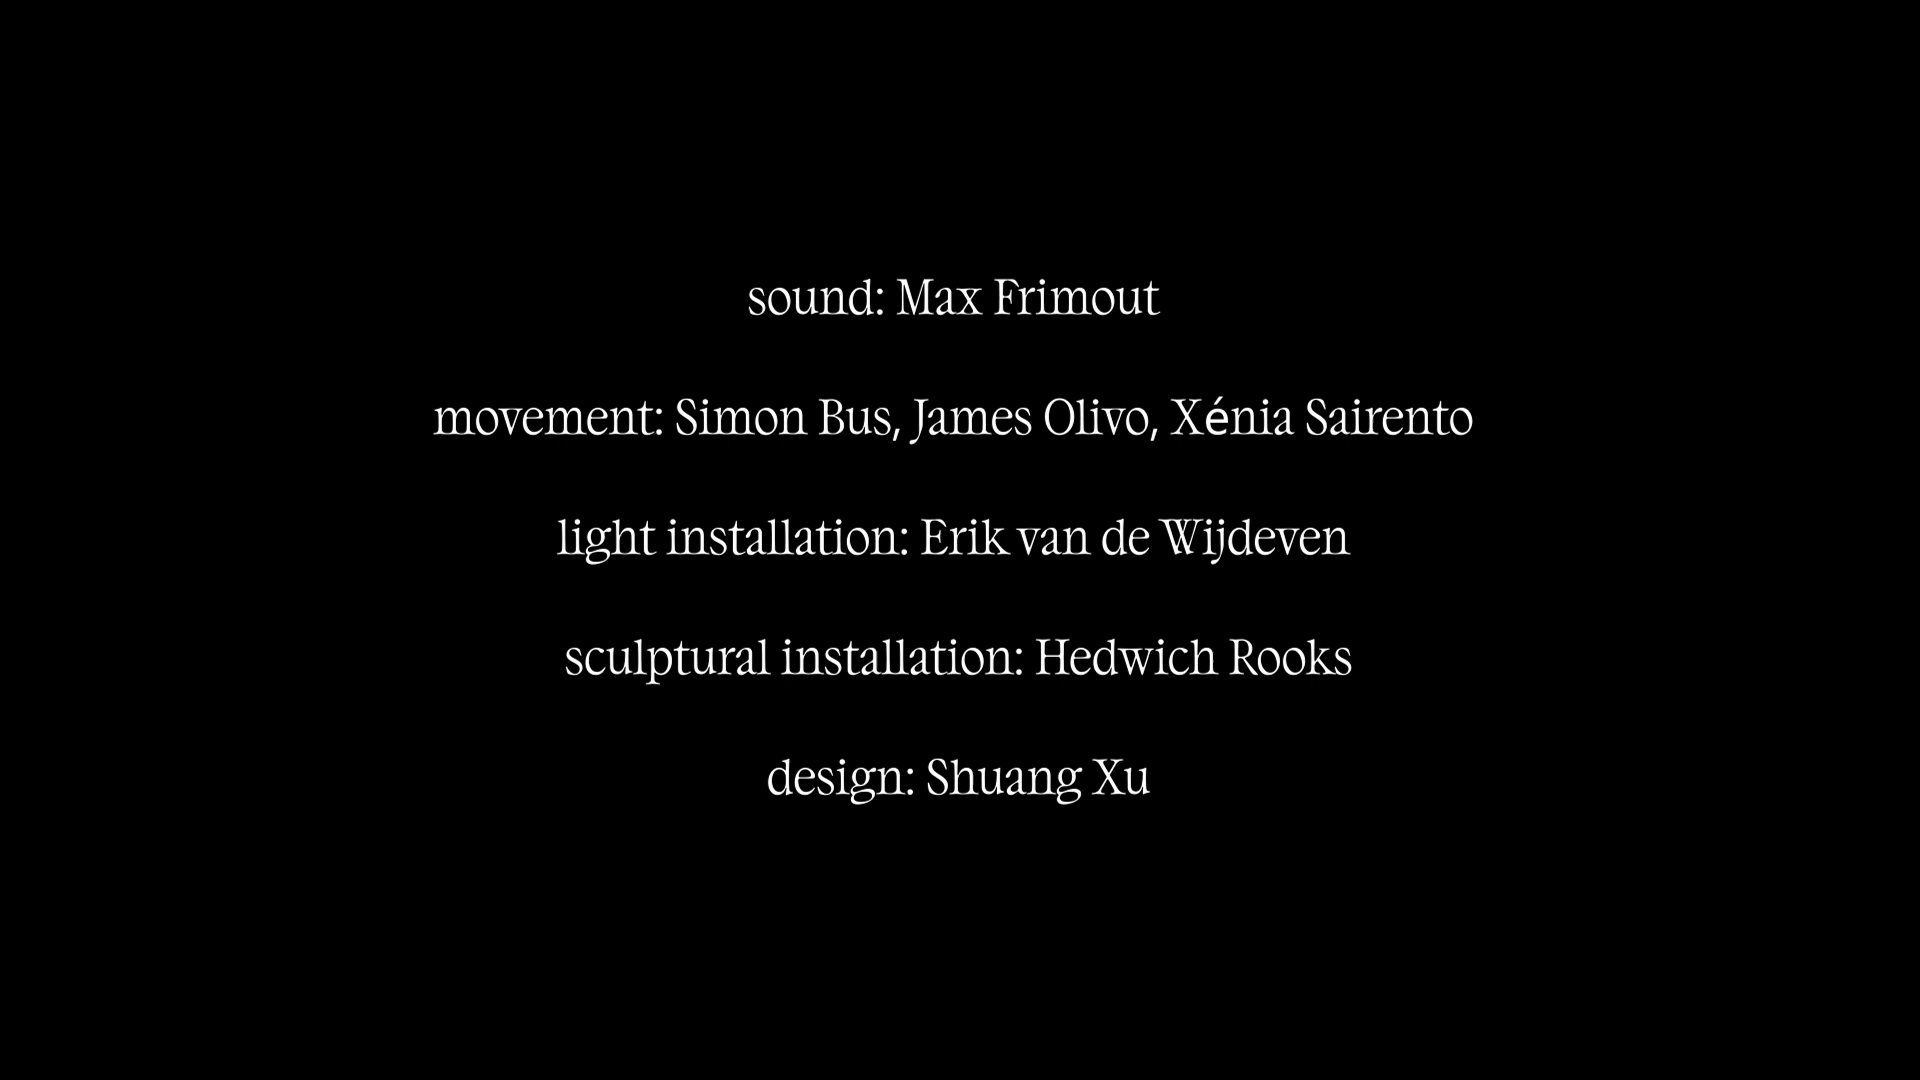 sound: Max Frimout
movement: Simon Bus, James Olivo, Xénia Sairento
light installation: Erik van de Wijdeven
sculptural installation: Hedwich Rooks
design: Shuang Xu